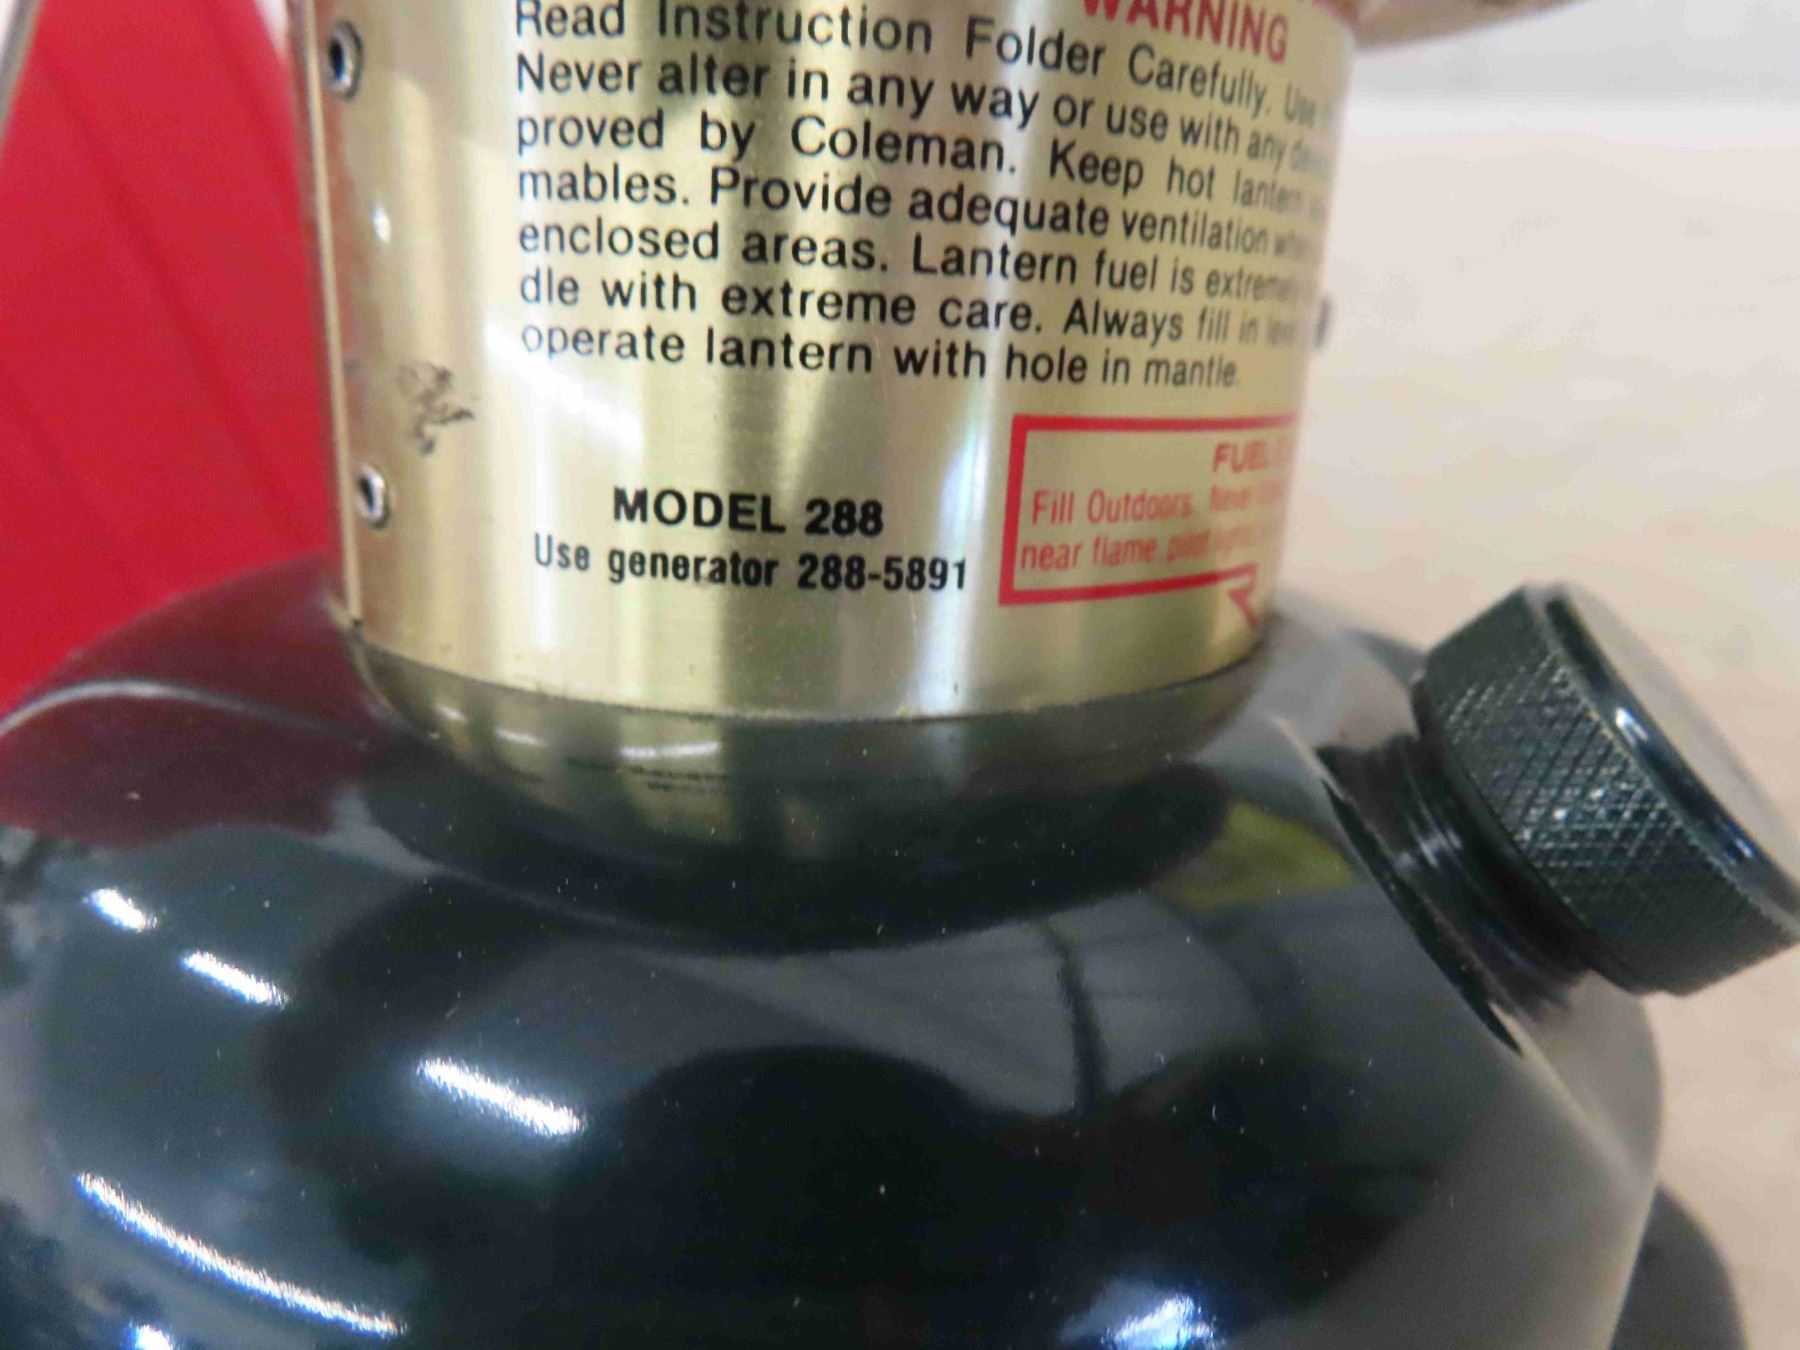 WARNING
Read Instruction Folder Carefully. Use
Never alter in any way or use with any
proved by Coleman. Keep hot lantern
mables. Provide adequate ventilation
enclosed areas. Lantern fuel is
dle with extreme care. Always fill in
operate lantern with hole in mantle.
FUEL
Fill Outdoors.
near flame
MODEL 288
Use generator 288-5891